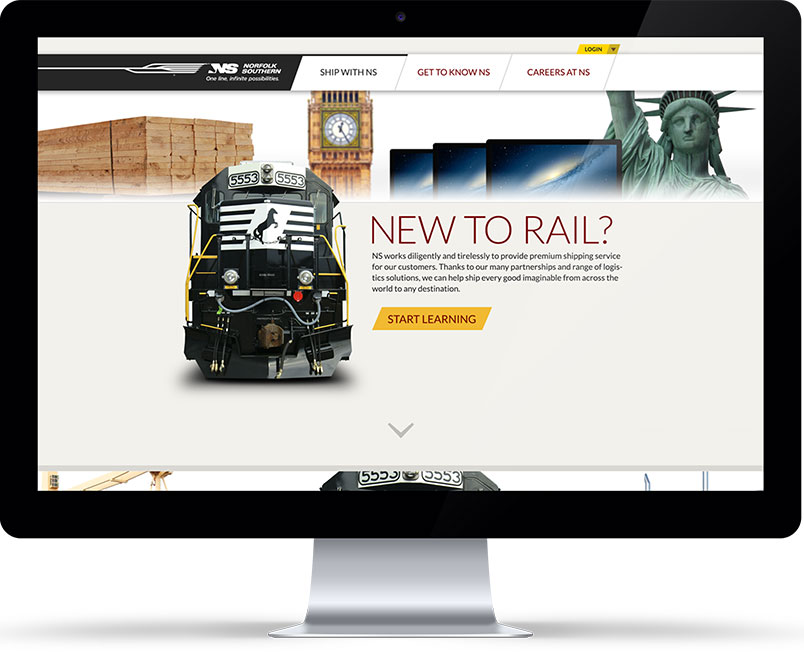 LOGIN
NS NORFOLK
SOUTHERN
One line, infinite possibilities.
SHIP WITH NS
GET TO KNOW NS
CAREERS AT NS
5553 5553
NEW TO RAIL?
NS works diligently and tirelessly to provide premium shipping service
for our customers. Thanks to our many partnerships and range of logis-
tics solutions, we can help ship every good imaginable from across the
world to any destination.
START LEARNING
5553 5553